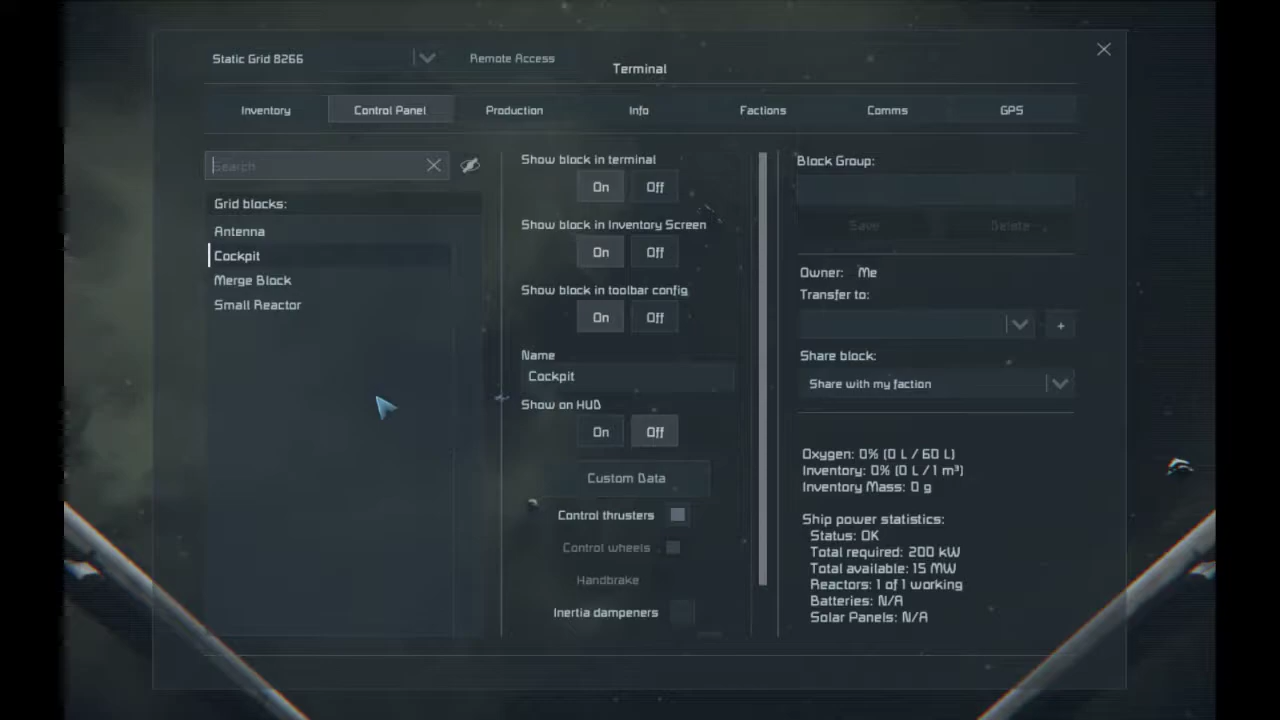 Static Grid 8266
Remote Access
Terminal
Inventory
Control Panel
Production
Info
Factions
Comms
GPS
Search
Grid blocks:
Antenna
Cockpit
Merge Block
Small Reactor
Show block in terminal
On Off
Show block in Inventory Screen
On Off
Show block in toolbar config
On Off
Name
Cockpit
Show on HUD
On Off
Custom Data
Control thrusters
Control wheels
Handbrake
Inertia dampeners
Block Group:
Save Delete
Owner: Me
Transfer to:
+
Share block:
Share with my faction
Oxygen: 0% (0 L / 60 L)
Inventory: 0% (0 L / 1 m³)
Inventory Mass: 0 g
Ship power statistics:
Status: OK
Total required: 200 kW
Total available: 15 MW
Reactors: 1 of 1 working
Batteries: N/A
Solar Panels: N/A